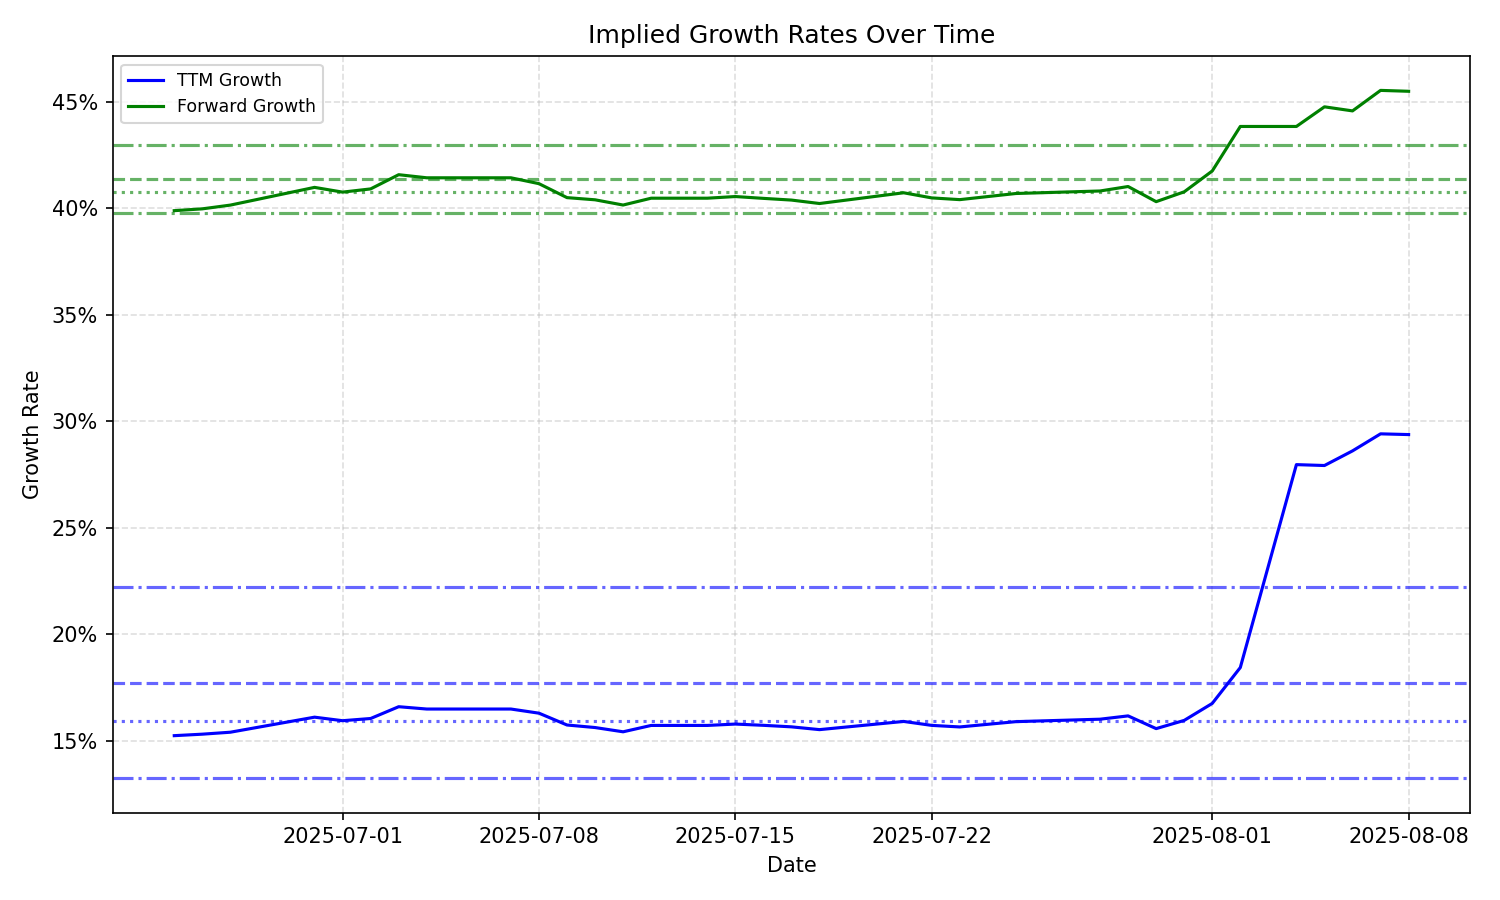 Implied Growth Rates Over Time
TTM Growth
Forward Growth
45%
40%
35%
30%
25%
20%
15%
Growth Rate
2025-07-01
2025-07-08
2025-07-15
2025-07-22
2025-08-01
2025-08-08
Date